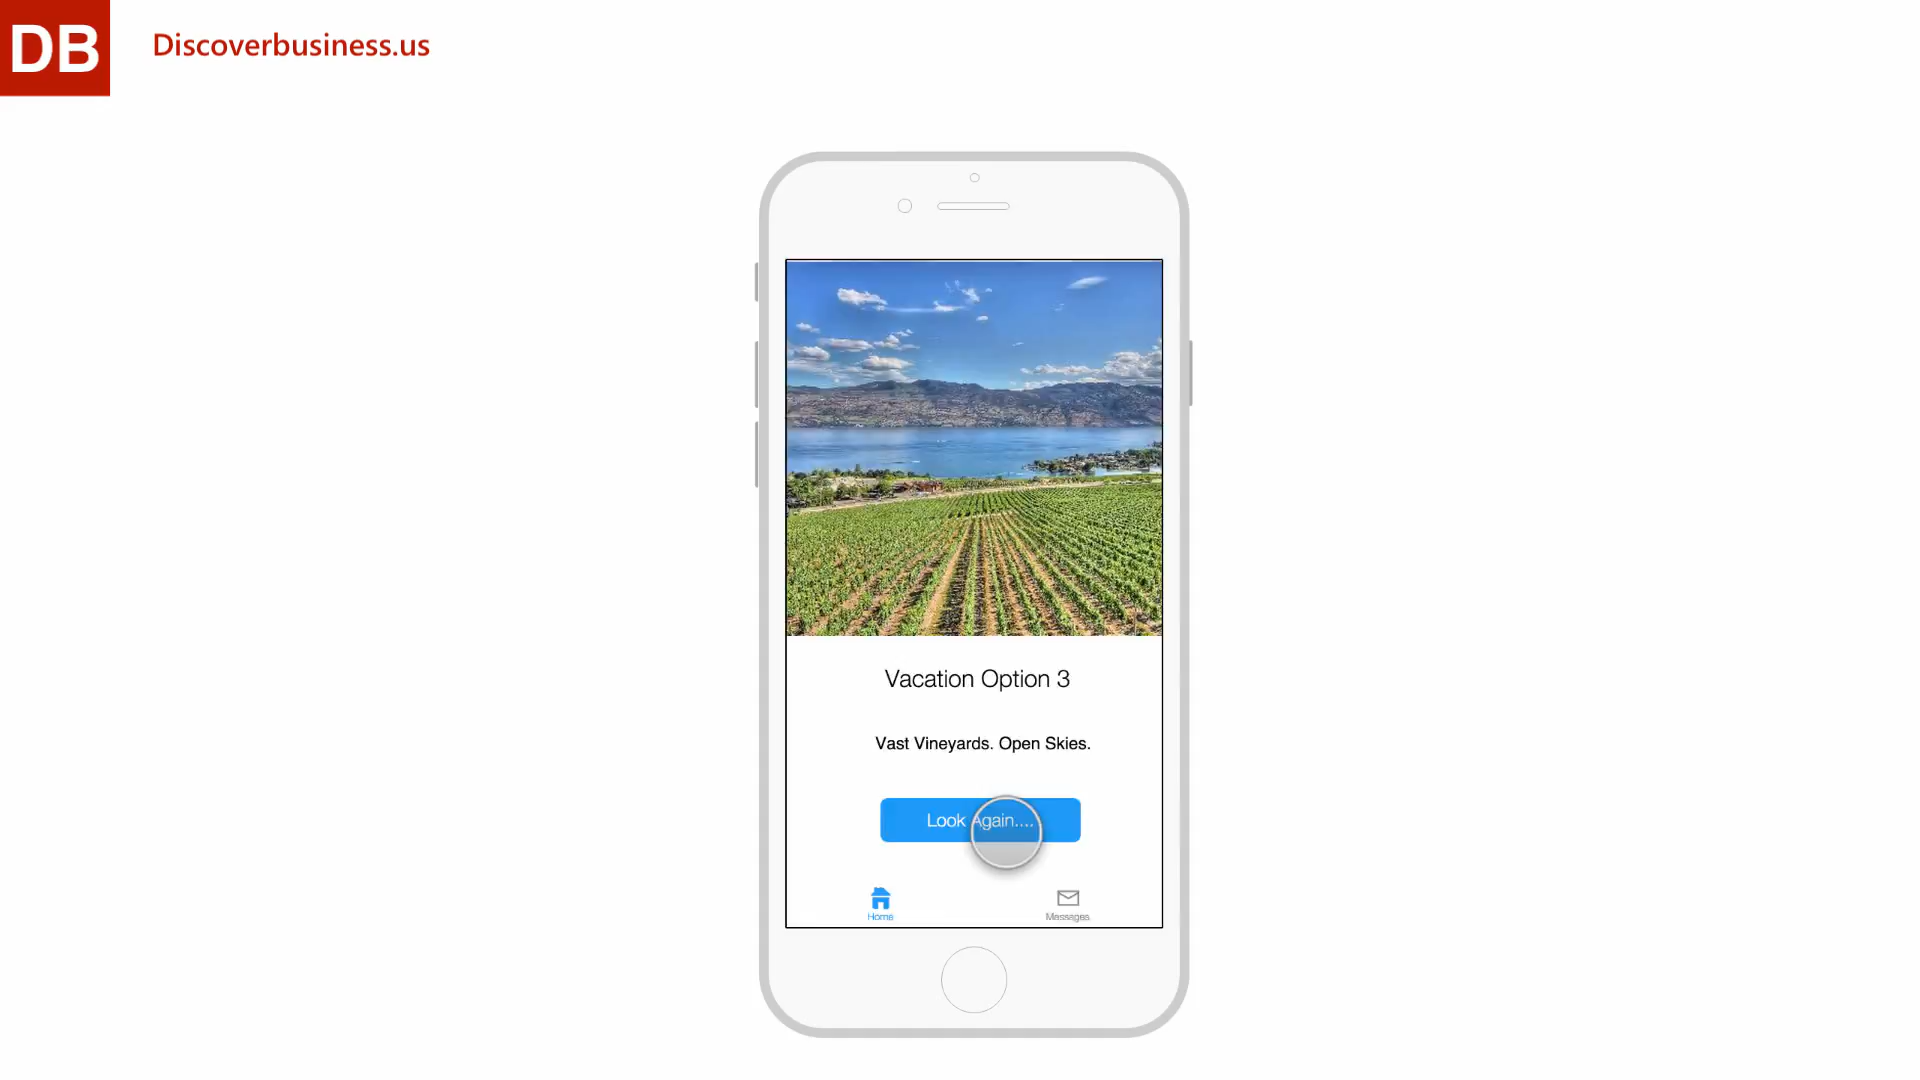 DB
Discoverbusiness.us
Vacation Option 3
Vast Vineyards. Open Skies.
Look Again....
Home
Messages